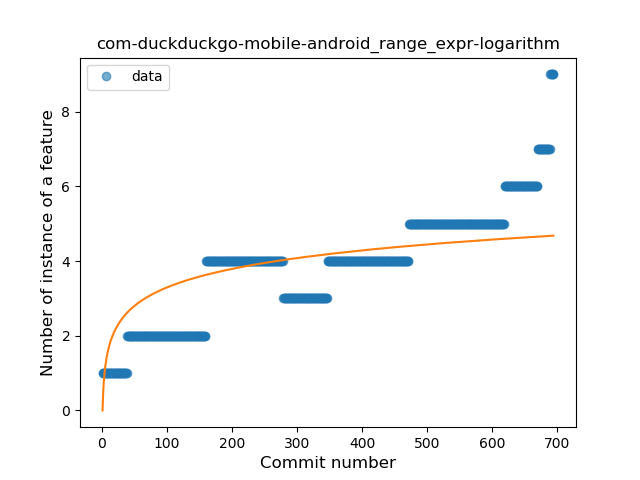 com-duckduckgo-mobile-android_range_expr-logarithm
data
Number of instance of a feature
8
6
4
2
0
0 100 200 300 400 500 600 700
Commit number